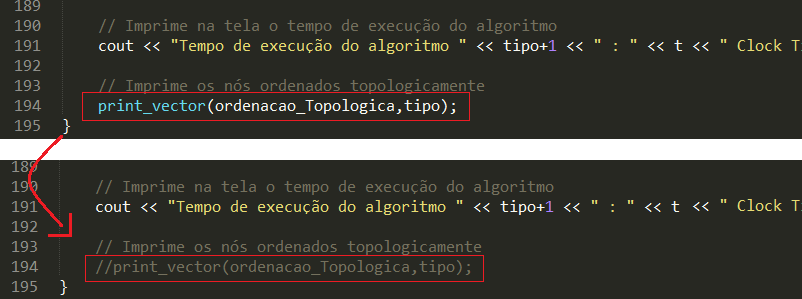 189
190 // Imprime na tela o tempo de execução do algoritmo
191 cout << "Tempo de execução do algoritmo " << tipo+1 << " : " << t << " Clock T
192
193 // Imprime os nós ordenados topologicamente
194 print_vector(ordenacao_Topologica,tipo);
195 }
189
190 // Imprime na tela o tempo de execução do algoritmo
191 cout << "Tempo de execução do algoritmo " << tipo+1 << " : " << t << " Clock T
192
193 // Imprime os nós ordenados topologicamente
194 //print_vector(ordenacao_Topologica,tipo);
195 }